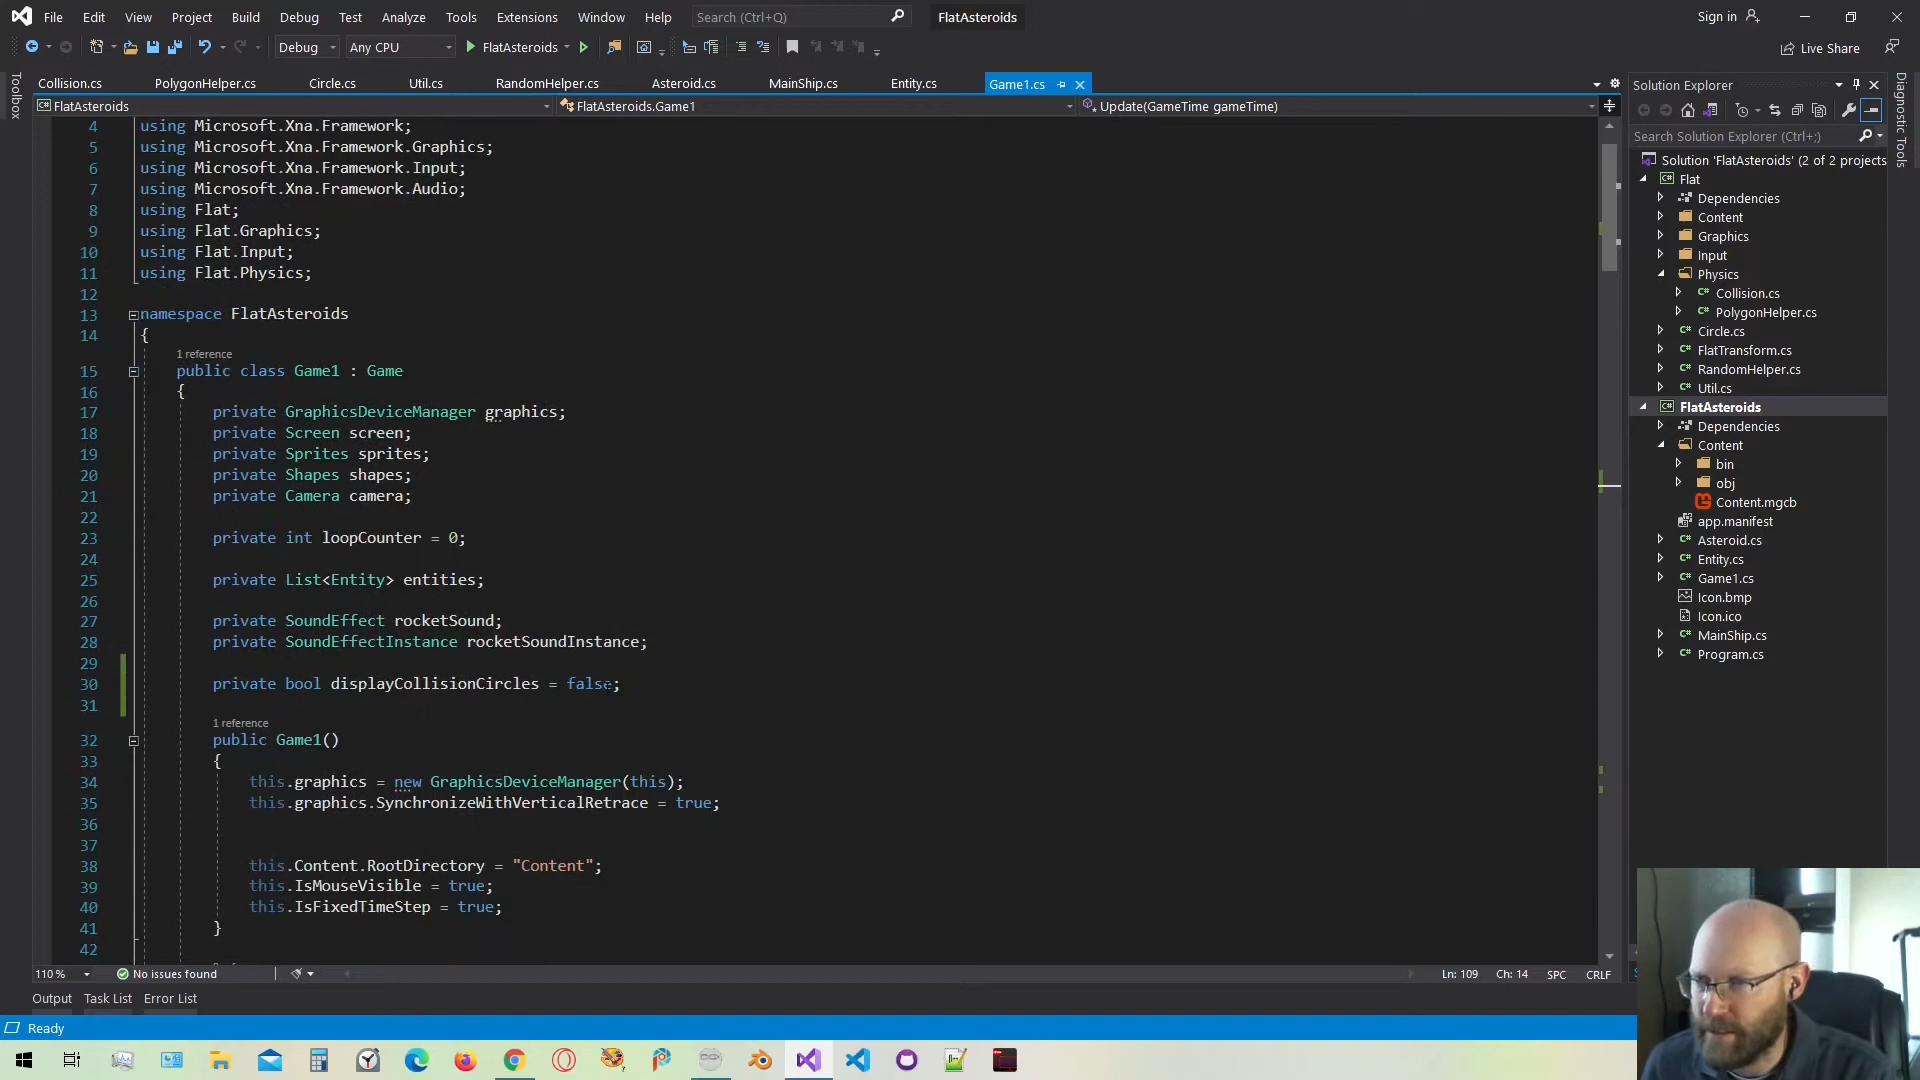 File Edit View Project Build Debug Test Analyze Tools Extensions Window Help Search (Ctrl+Q) FlatAsteroids Sign in
Debug Any CPU FlatAsteroids Live Share
Toolbox
Collision.cs PolygonHelper.cs Circle.cs Util.cs RandomHelper.cs Asteroid.cs MainShip.cs Entity.cs Game1.cs
FlatAsteroids FlatAsteroids.Game1 Update(GameTime gameTime)
4 using Microsoft.Xna.Framework;
5 using Microsoft.Xna.Framework.Graphics;
6 using Microsoft.Xna.Framework.Input;
7 using Microsoft.Xna.Framework.Audio;
8 using Flat;
9 using Flat.Graphics;
10 using Flat.Input;
11 using Flat.Physics;
12
13 namespace FlatAsteroids
14 {
1 reference
15 public class Game1 : Game
16 {
17 private GraphicsDeviceManager graphics;
18 private Screen screen;
19 private Sprites sprites;
20 private Shapes shapes;
21 private Camera camera;
22
23 private int loopCounter = 0;
24
25 private List<Entity> entities;
26
27 private SoundEffect rocketSound;
28 private SoundEffectInstance rocketSoundInstance;
29
30 private bool displayCollisionCircles = false;
31
1 reference
32 public Game1()
33 {
34 this.graphics = new GraphicsDeviceManager(this);
35 this.graphics.SynchronizeWithVerticalRetrace = true;
36
37
38 this.Content.RootDirectory = "Content";
39 this.IsMouseVisible = true;
40 this.IsFixedTimeStep = true;
41 }
42
110 % No issues found Ln: 109 Ch: 14 SPC CRLF
Output Task List Error List
Ready
Solution Explorer
Search Solution Explorer (Ctrl+;)
Solution 'FlatAsteroids' (2 of 2 projects
Flat
Dependencies
Content
Graphics
Input
Physics
Collision.cs
PolygonHelper.cs
Circle.cs
FlatTransform.cs
RandomHelper.cs
Util.cs
FlatAsteroids
Dependencies
Content
bin
obj
Content.mgcb
app.manifest
Asteroid.cs
Entity.cs
Game1.cs
Icon.bmp
Icon.ico
MainShip.cs
Program.cs
Diagnostic Tools